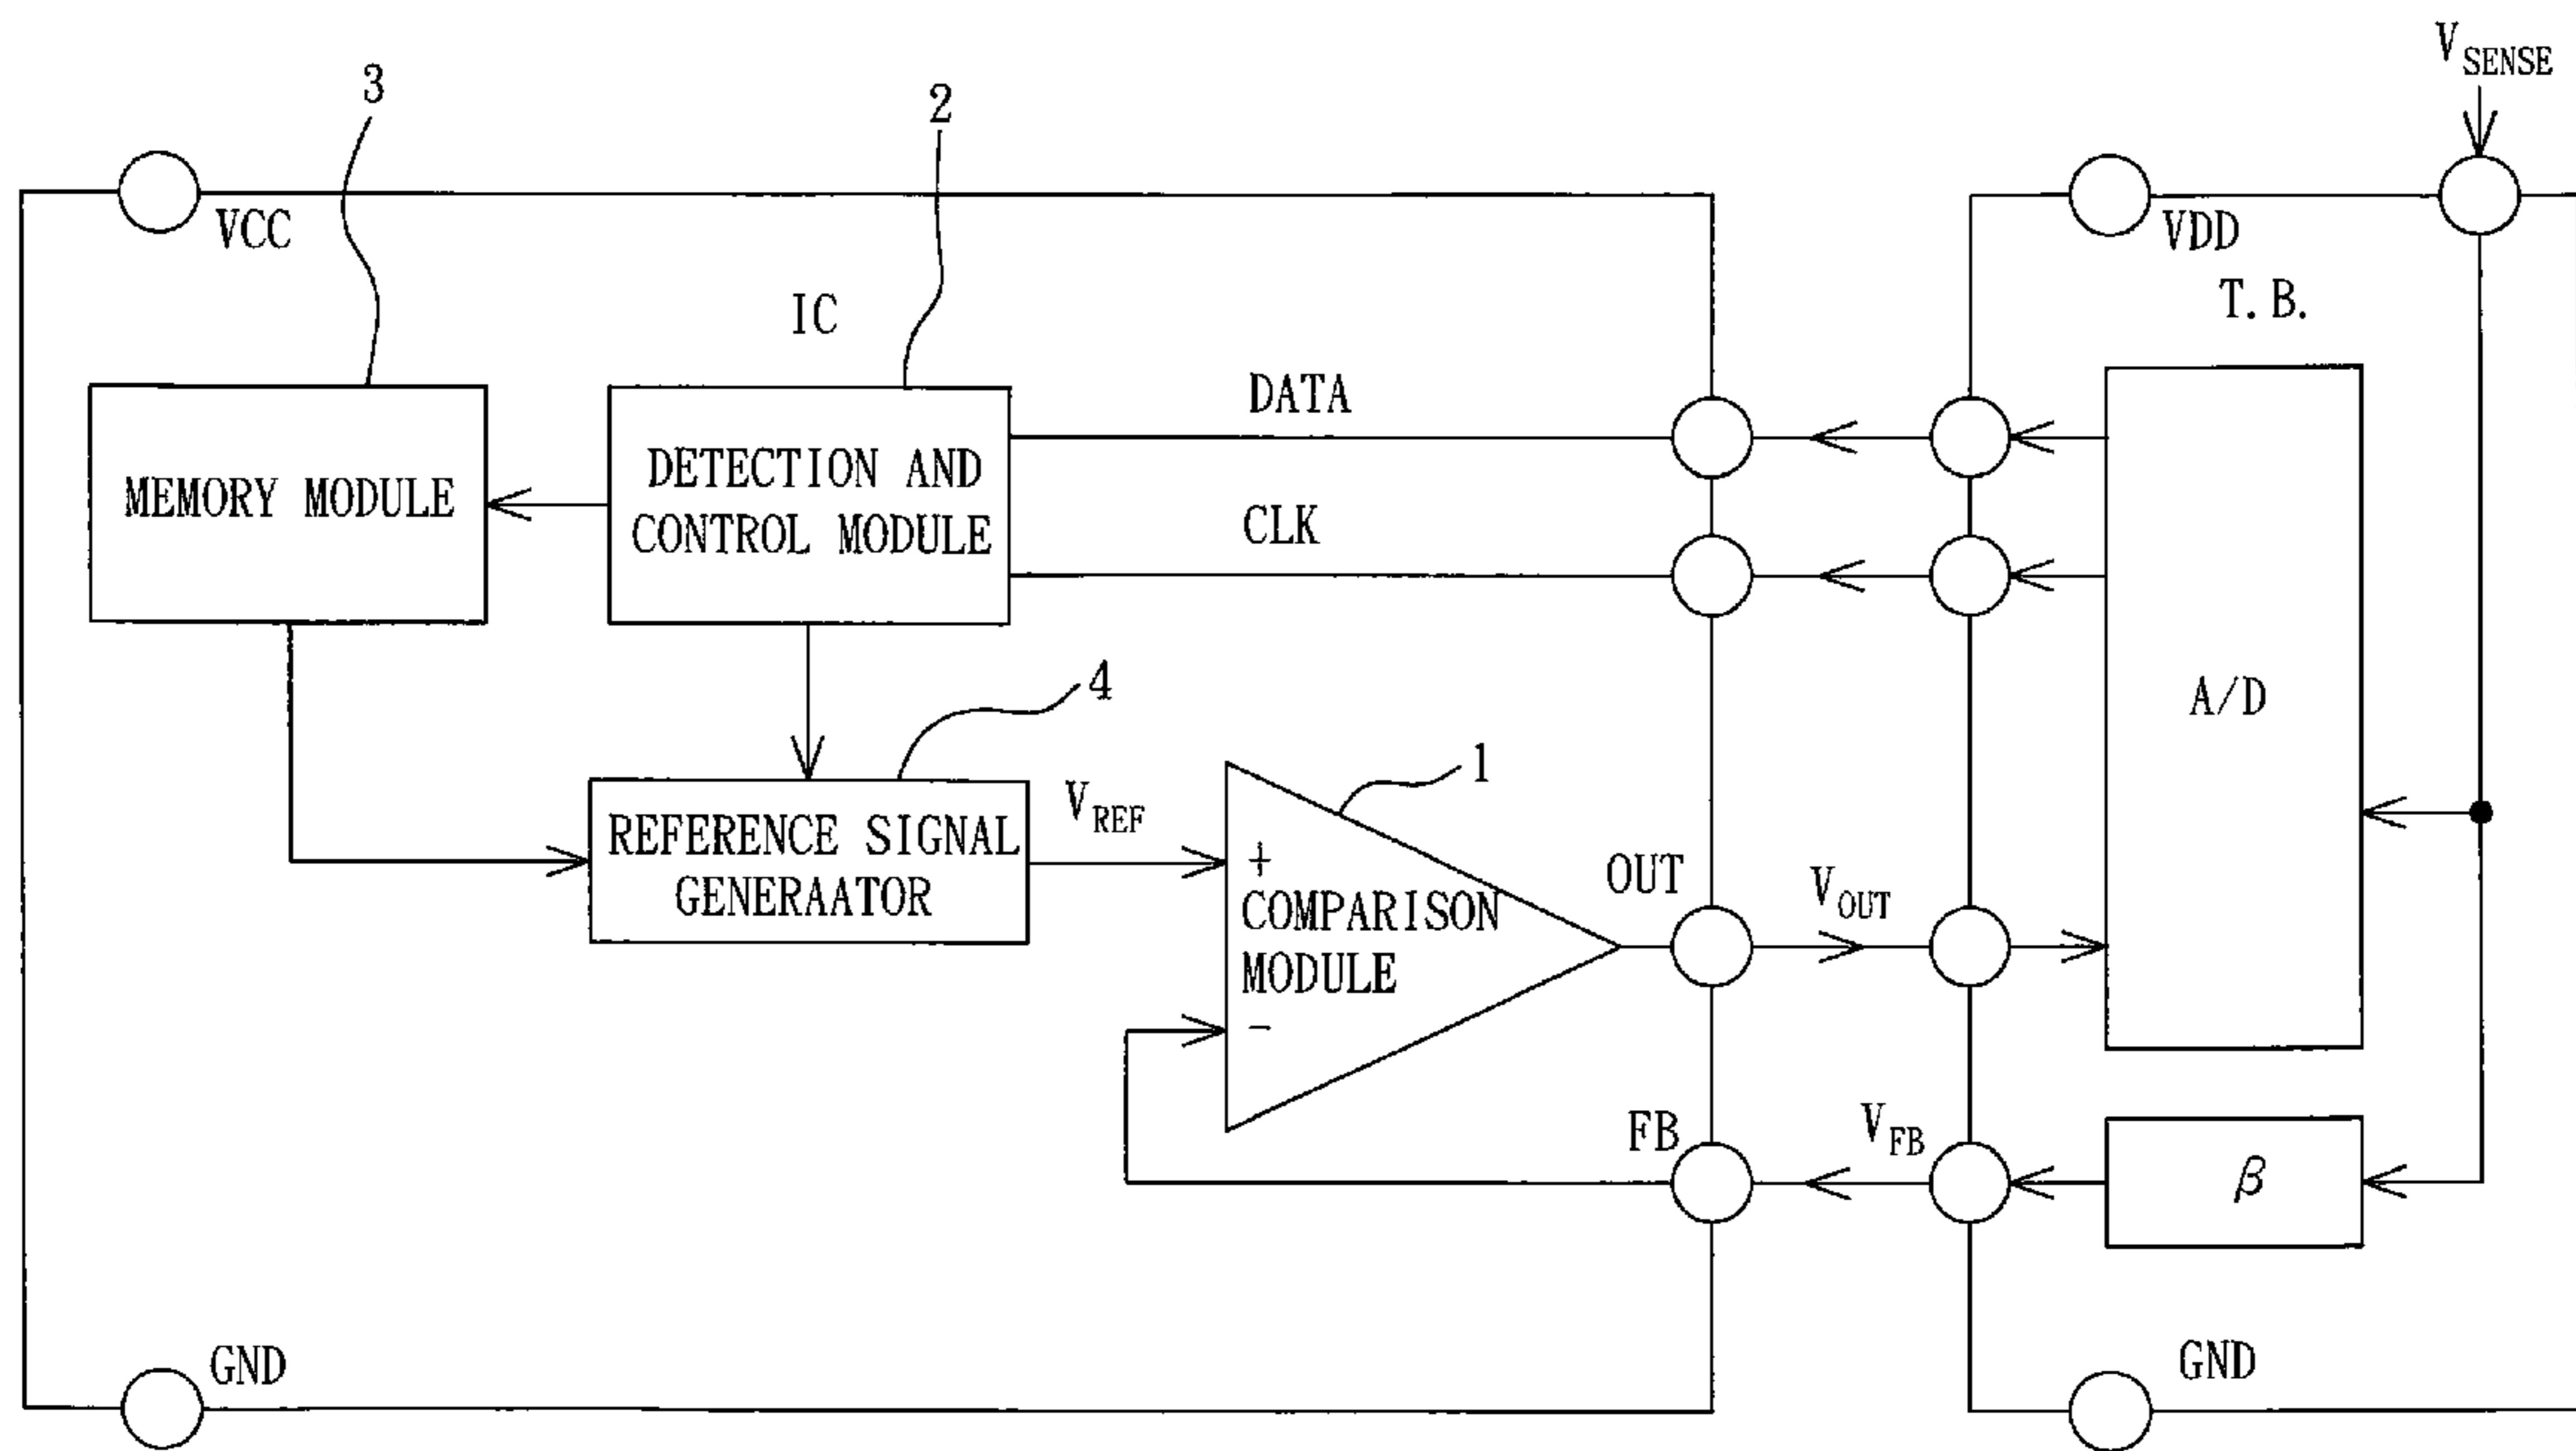 V_SENSE
3
2
VCC
VDD
IC
T.B.
DATA
DETECTION AND
CONTROL MODULE
MEMORY MODULE
CLK
4
A/D
1
V_REF
REFERENCE SIGNAL
GENERAATOR
+
COMPARISON
MODULE
-
OUT
V_OUT
FB
V_FB
β
GND
GND